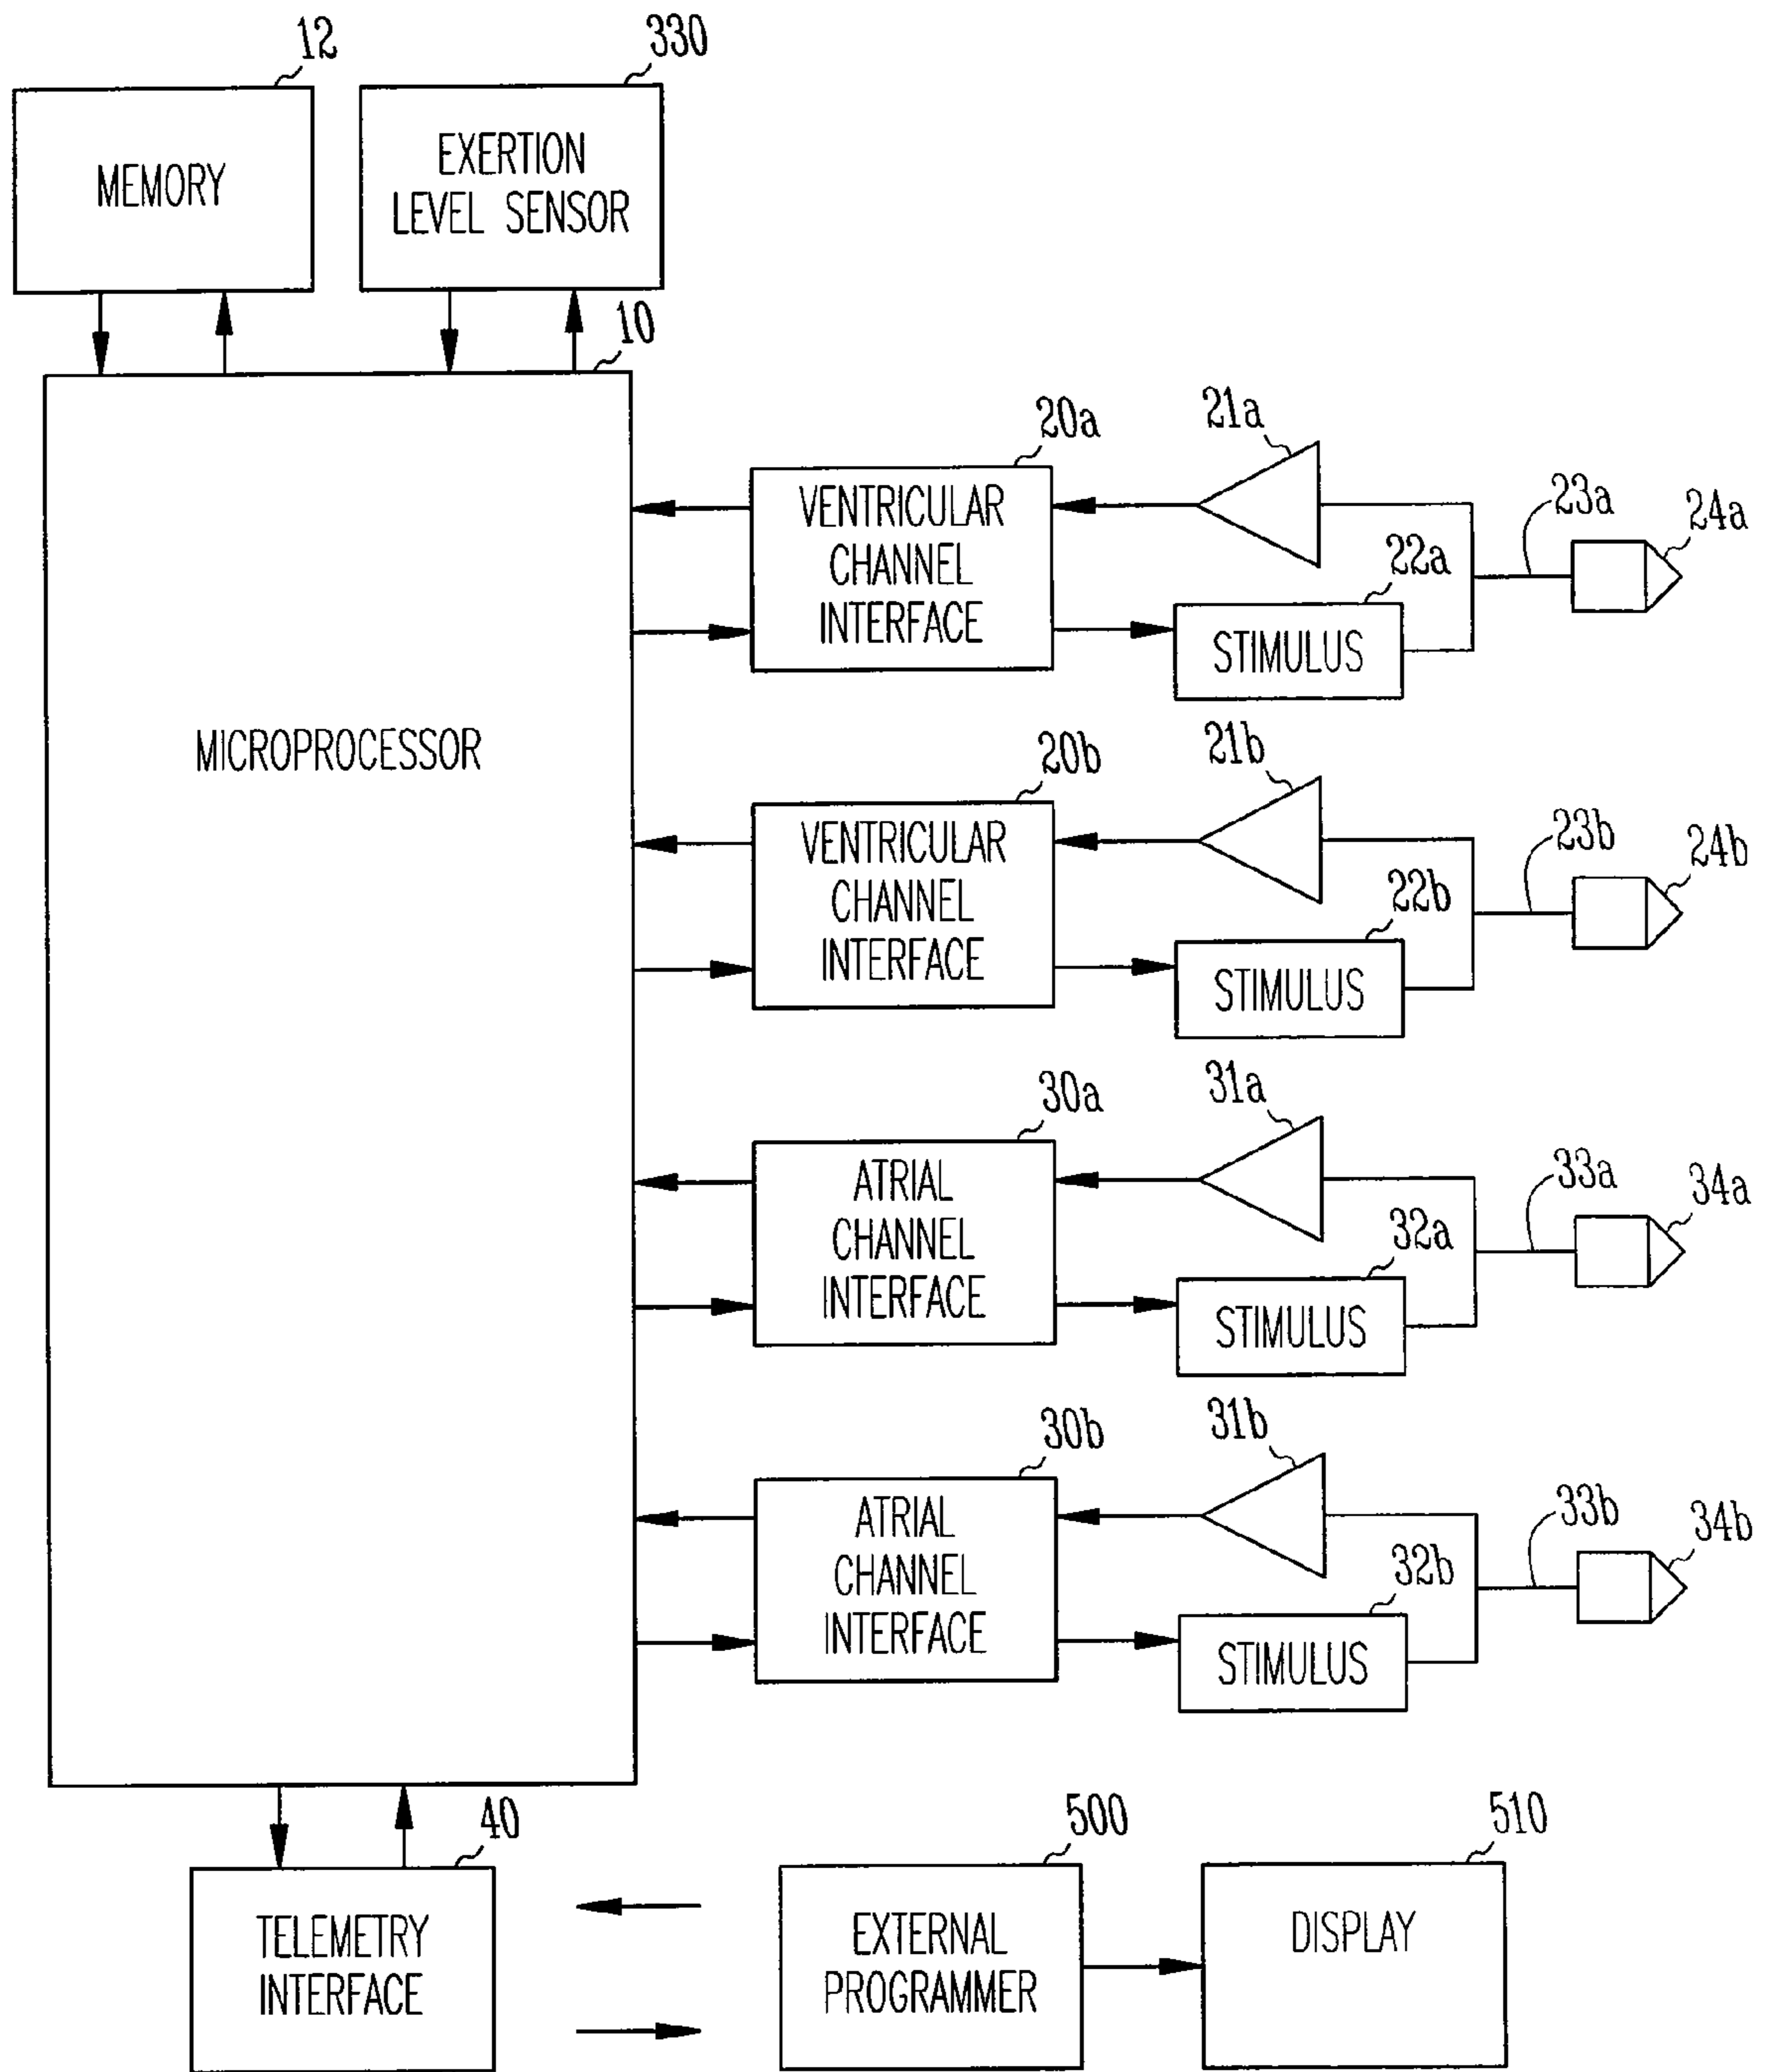 12
330
MEMORY
EXERTION
LEVEL SENSOR
10
MICROPROCESSOR
20a
VENTRICULAR
CHANNEL
INTERFACE
21a
22a
STIMULUS
23a
24a
20b
VENTRICULAR
CHANNEL
INTERFACE
21b
22b
STIMULUS
23b
24b
30a
ATRIAL
CHANNEL
INTERFACE
31a
32a
STIMULUS
33a
34a
30b
ATRIAL
CHANNEL
INTERFACE
31b
32b
STIMULUS
33b
34b
40
TELEMETRY
INTERFACE
500
EXTERNAL
PROGRAMMER
510
DISPLAY